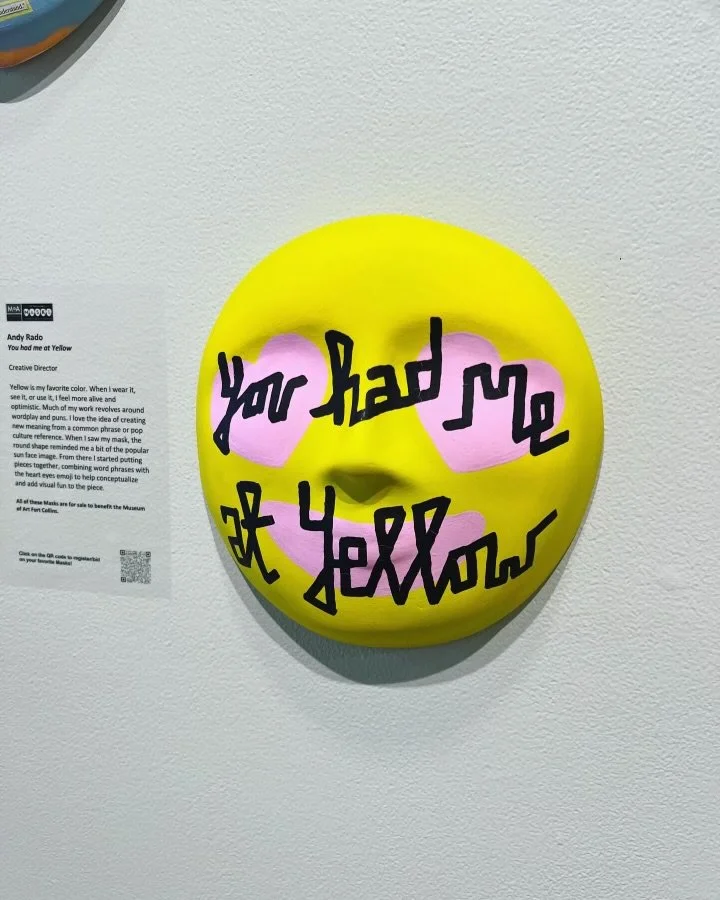 derland."
MoA
MASKS
Andy Rado
You had me at Yellow
Creative Director
Yellow is my favorite color. When I wear it,
see it, or use it, I feel more alive and
optimistic. Much of my work revolves around
wordplay and puns. I love the idea of creating
new meaning from a common phrase or pop
culture reference. When I saw my mask, the
round shape reminded me a bit of the popular
sun face image. From there I started putting
pieces together, combining word phrases with
the heart eyes emoji to help conceptualize
and add visual fun to the piece.
All of these Masks are for sale to benefit the Museum
of Art Fort Collins.
Click on the QR code to register/bid
on your favorite Masks!
You had Me
at Yellow